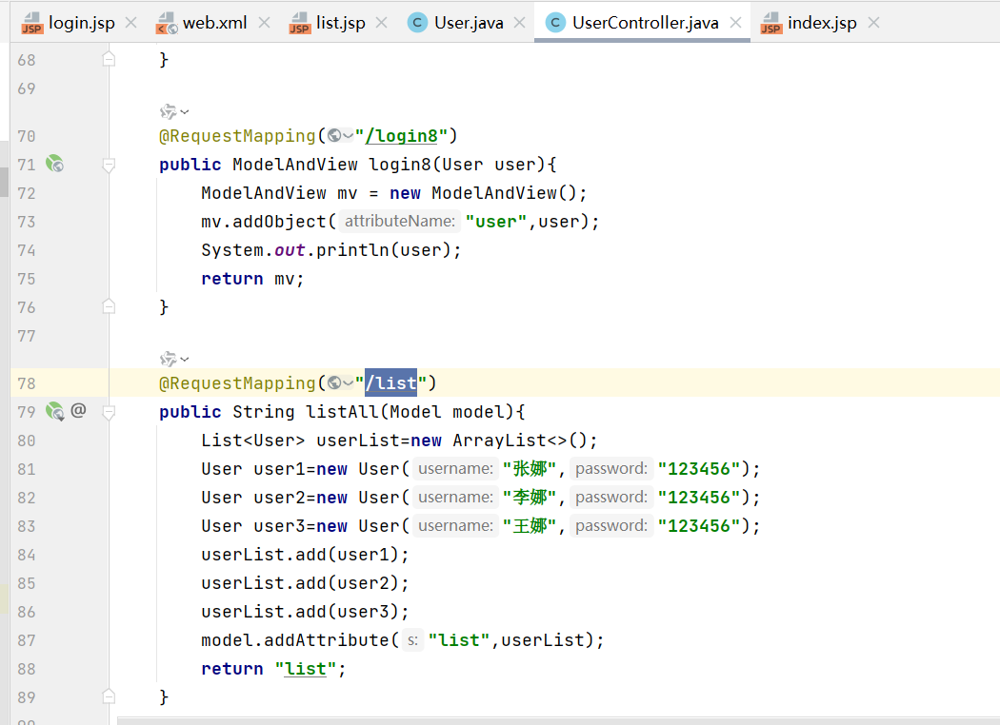 login.jsp web.xml list.jsp User.java UserController.java index.jsp
68 }
69
70 @RequestMapping("/login8")
71 public ModelAndView login8(User user){
72 ModelAndView mv = new ModelAndView();
73 mv.addObject( attributeName: "user",user);
74 System.out.println(user);
75 return mv;
76 }
77
78 @RequestMapping("/list")
79 public String listAll(Model model){
80 List<User> userList=new ArrayList<>();
81 User user1=new User( username: "张娜", password: "123456");
82 User user2=new User( username: "李娜", password: "123456");
83 User user3=new User( username: "王娜", password: "123456");
84 userList.add(user1);
85 userList.add(user2);
86 userList.add(user3);
87 model.addAttribute( s: "list",userList);
88 return "list";
89 }